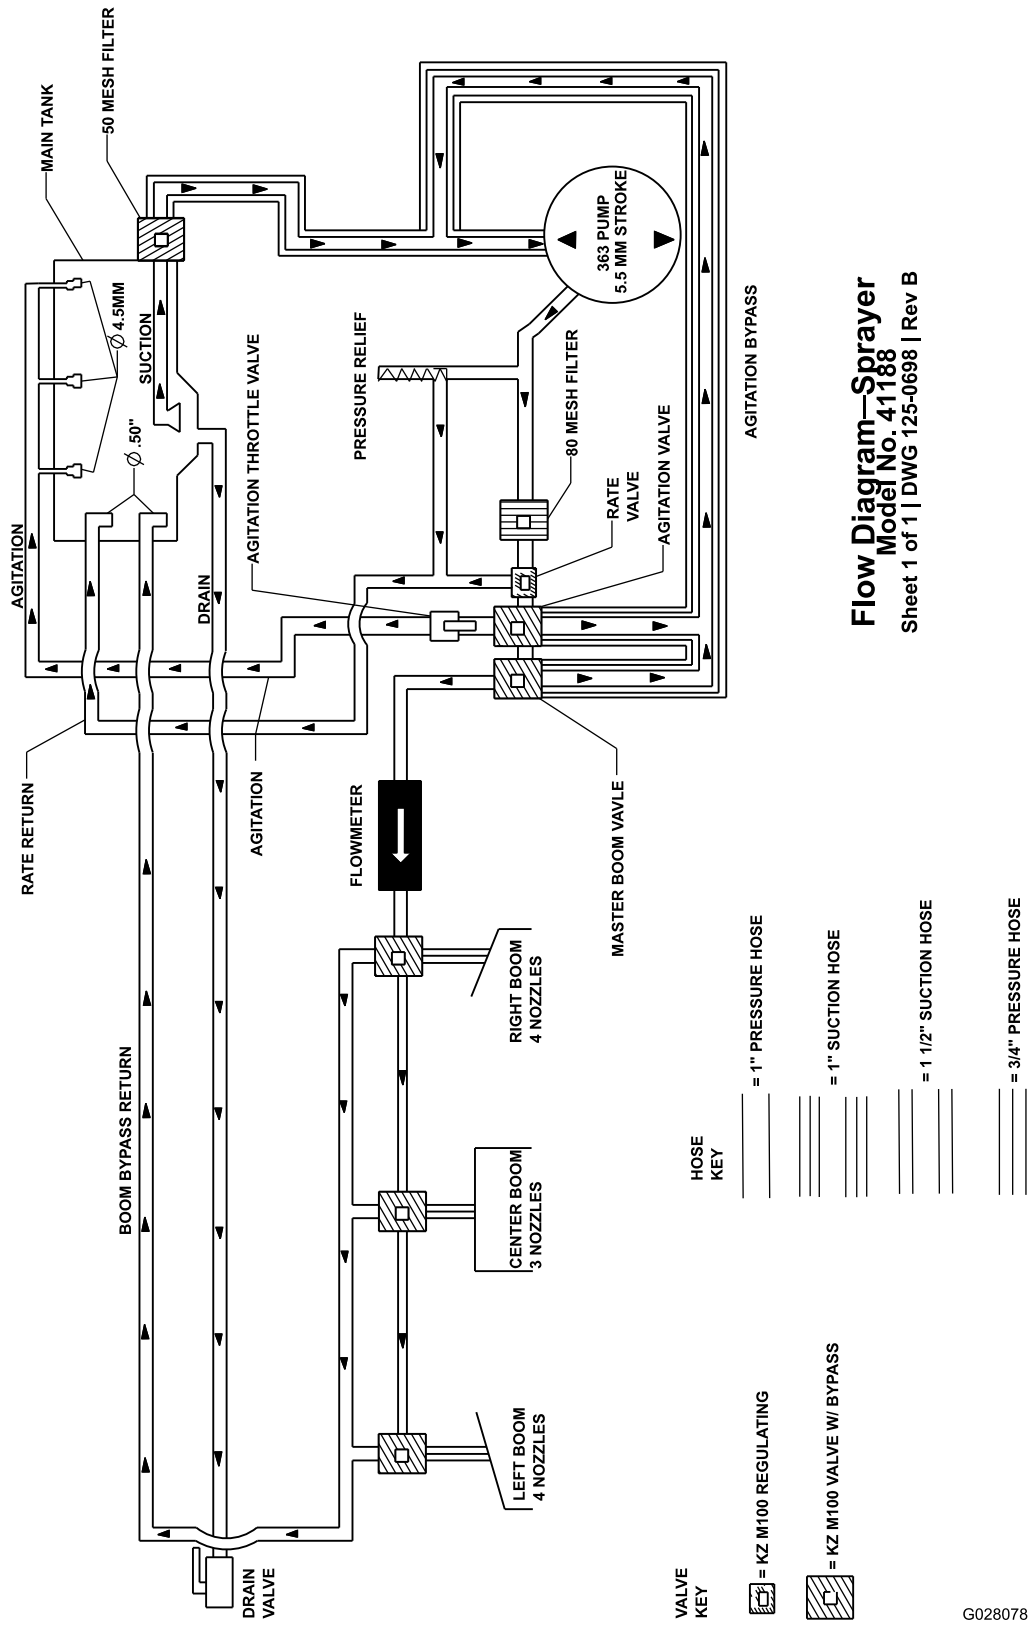 MAIN TANK
50 MESH FILTER
4.5MM
SUCTION
.50"
AGITATION
DRAIN
AGITATION THROTTLE VALVE
PRESSURE RELIEF
363 PUMP
5.5 MM STROKE
80 MESH FILTER
RATE
VALVE
AGITATION VALVE
AGITATION BYPASS
RATE RETURN
AGITATION
FLOWMETER
MASTER BOOM VAVLE
BOOM BYPASS RETURN
RIGHT BOOM
4 NOZZLES
CENTER BOOM
3 NOZZLES
LEFT BOOM
4 NOZZLES
DRAIN
VALVE
HOSE
KEY
= 1" PRESSURE HOSE
= 1" SUCTION HOSE
= 1 1/2" SUCTION HOSE
= 3/4" PRESSURE HOSE
VALVE
KEY
= KZ M100 REGULATING
= KZ M100 VALVE W/ BYPASS
Flow Diagram—Sprayer
Model No. 41188
Sheet 1 of 1 | DWG 125-0698 | Rev B
G028078